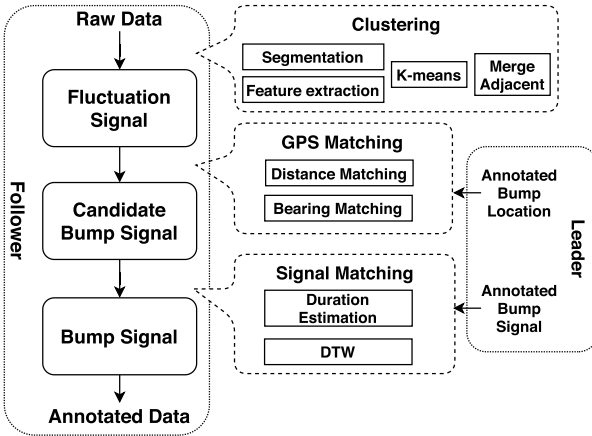 Raw Data
Fluctuation
Signal
Candidate
Bump Signal
Bump Signal
Annotated Data
Follower
Clustering
Segmentation
Feature extraction
K-means
Merge
Adjacent
GPS Matching
Distance Matching
Bearing Matching
Signal Matching
Duration
Estimation
DTW
Annotated
Bump
Location
Annotated
Bump
Signal
Leader